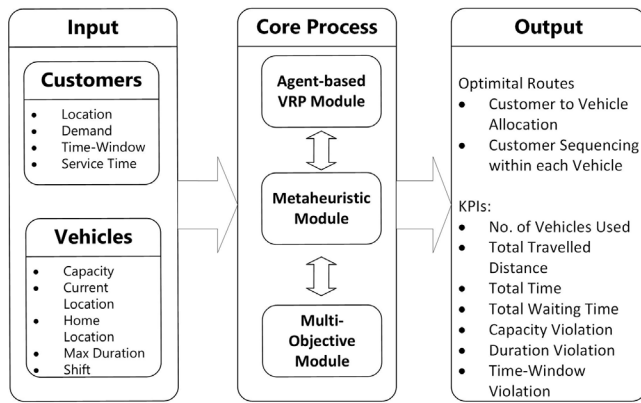 Input
Customers
• Location
• Demand
• Time-Window
• Service Time
Vehicles
• Capacity
• Current
Location
• Home
Location
• Max Duration
• Shift
Core Process
Agent-based
VRP Module
Metaheuristic
Module
Multi-
Objective
Module
Output
Optimital Routes
• Customer to Vehicle
Allocation
• Customer Sequencing
within each Vehicle
KPIs:
• No. of Vehicles Used
• Total Travelled
Distance
• Total Time
• Total Waiting Time
• Capacity Violation
• Duration Violation
• Time-Window
Violation